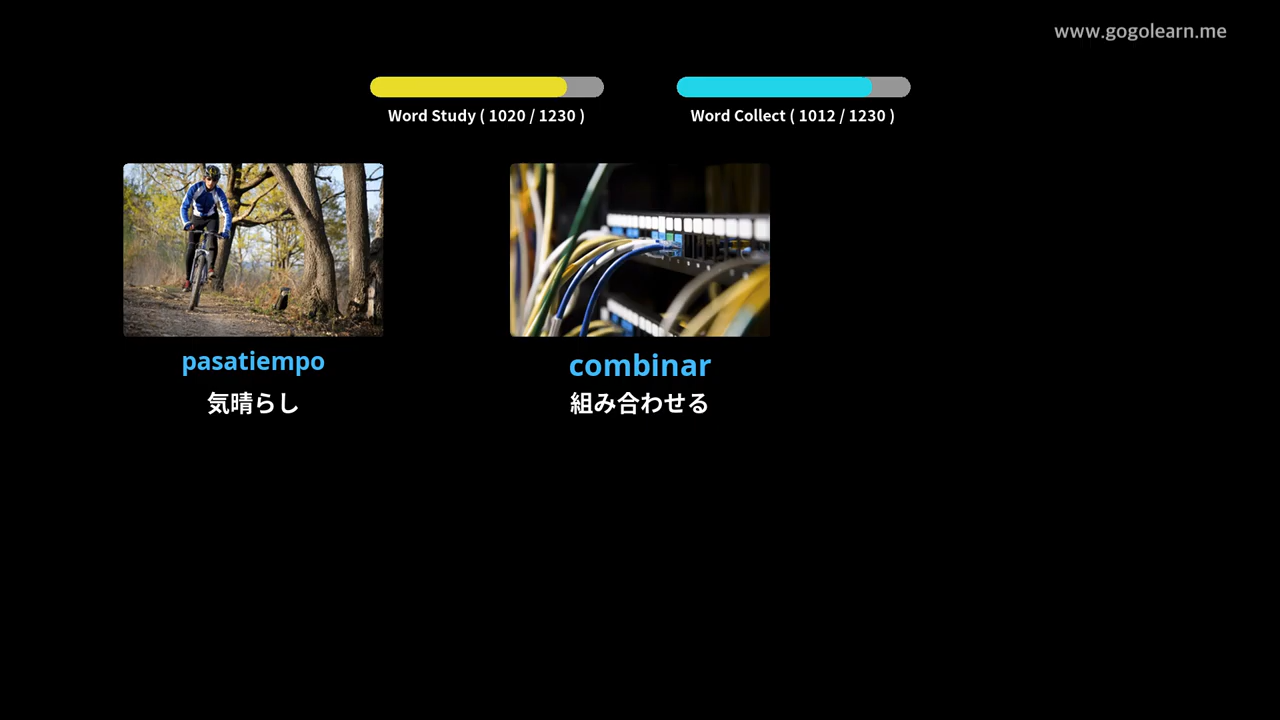 www.gogolearn.me
Word Study ( 1020 / 1230 )
Word Collect ( 1012 / 1230 )
pasatiempo
気晴らし
combinar
組み合わせる